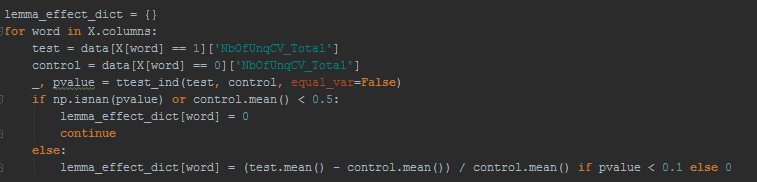 lemma_effect_dict = {}
for word in X.columns:
    test = data[X[word] == 1]['NbOfUnqCV_Total']
    control = data[X[word] == 0]['NbOfUnqCV_Total']
    _, pvalue = ttest_ind(test, control, equal_var=False)
    if np.isnan(pvalue) or control.mean() < 0.5:
        lemma_effect_dict[word] = 0
        continue
    else:
        lemma_effect_dict[word] = (test.mean() - control.mean()) / control.mean() if pvalue < 0.1 else 0